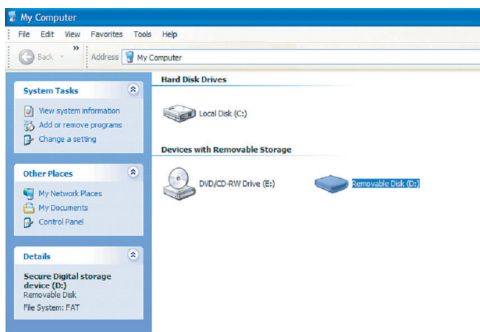 My Computer
File Edit View Favorites Tools Help
Back » Address My Computer
System Tasks
View system information
Add or remove programs
Change a setting
Other Places
My Network Places
My Documents
Control Panel
Details
Secure Digital storage
device (D:)
Removable Disk
File System: FAT
Hard Disk Drives
Local Disk (C:)
Devices with Removable Storage
DVD/CD-RW Drive (E:) Removable Disk (D:)